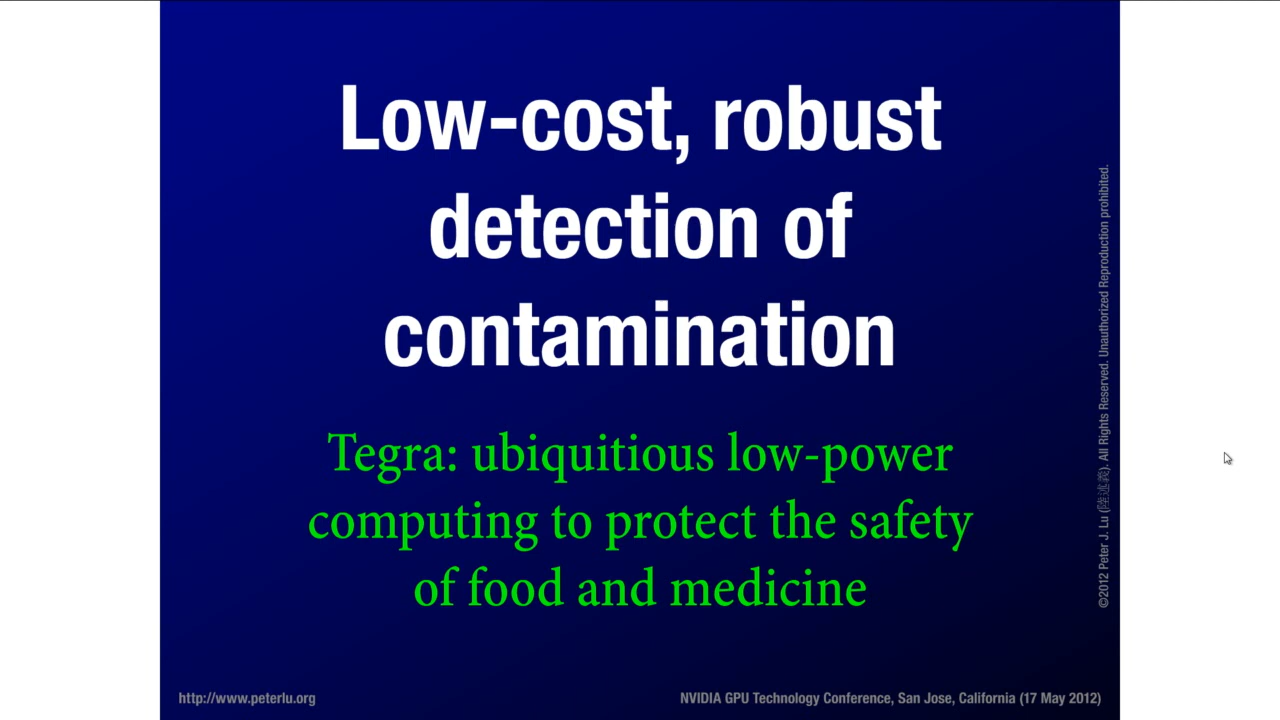 Low-cost, robust
detection of
contamination
Tegra: ubiquitious low-power
computing to protect the safety
of food and medicine
©2012 Peter J. Lu (陸述義). All Rights Reserved. Unauthorized Reproduction prohibited.
http://www.peterlu.org
NVIDIA GPU Technology Conference, San Jose, California (17 May 2012)